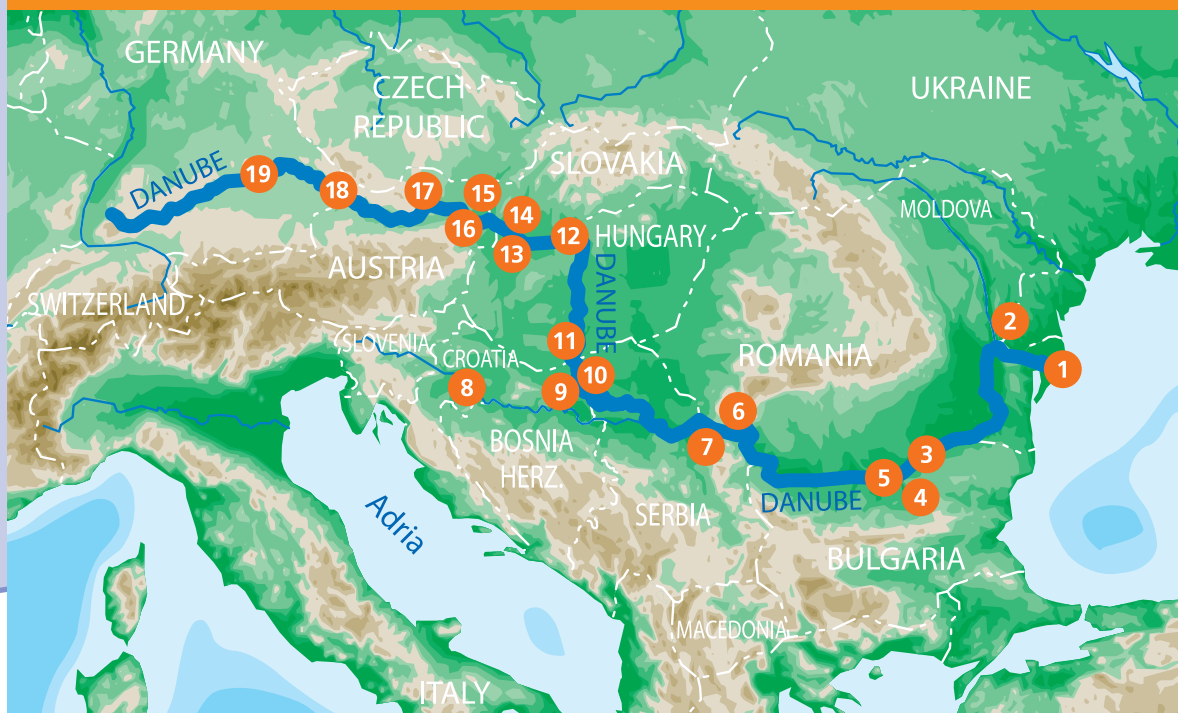 GERMANY
CZECH
REPUBLIC
UKRAINE
SLOVAKIA
DANUBE
19
18
17
15
16
14
13
12
HUNGARY
MOLDOVA
AUSTRIA
DANUBE
SWITZERLAND
SLOVENIA
CROATIA
11
10
9
8
ROMANIA
2
1
6
7
BOSNIA
HERZ.
3
5
4
DANUBE
SERBIA
Adria
BULGARIA
MACEDONIA
ITALY